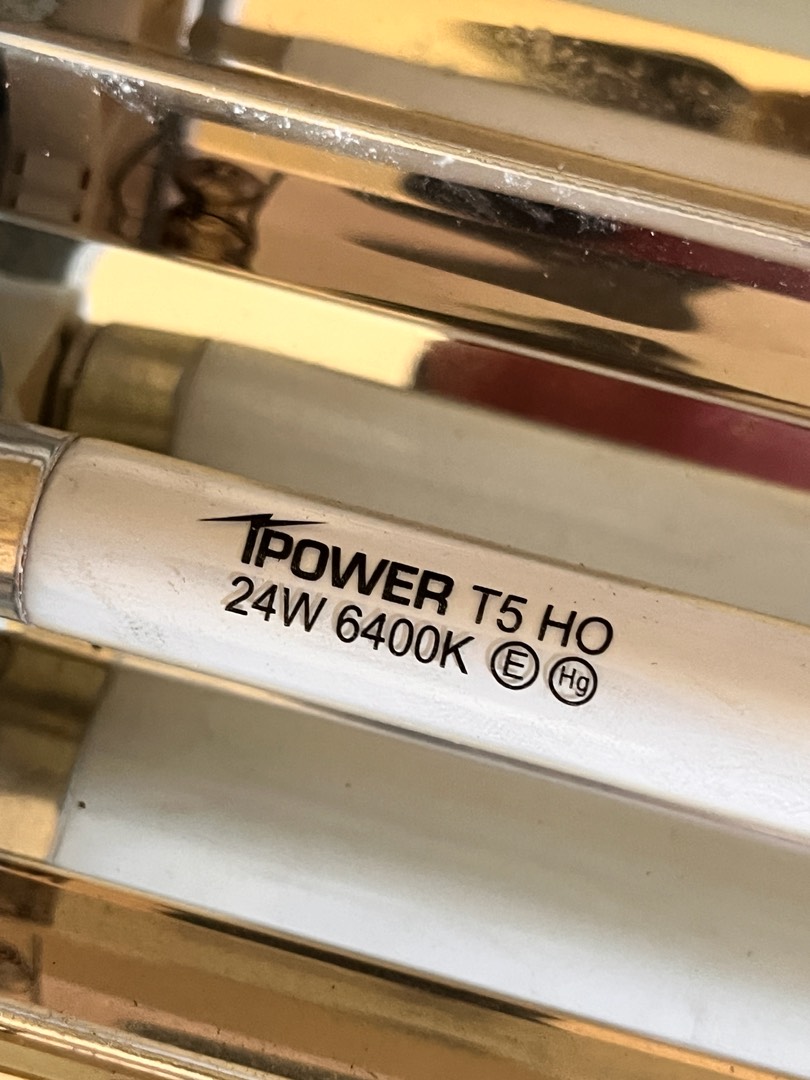 iPOWER T5 HO
24W 6400K E Hg